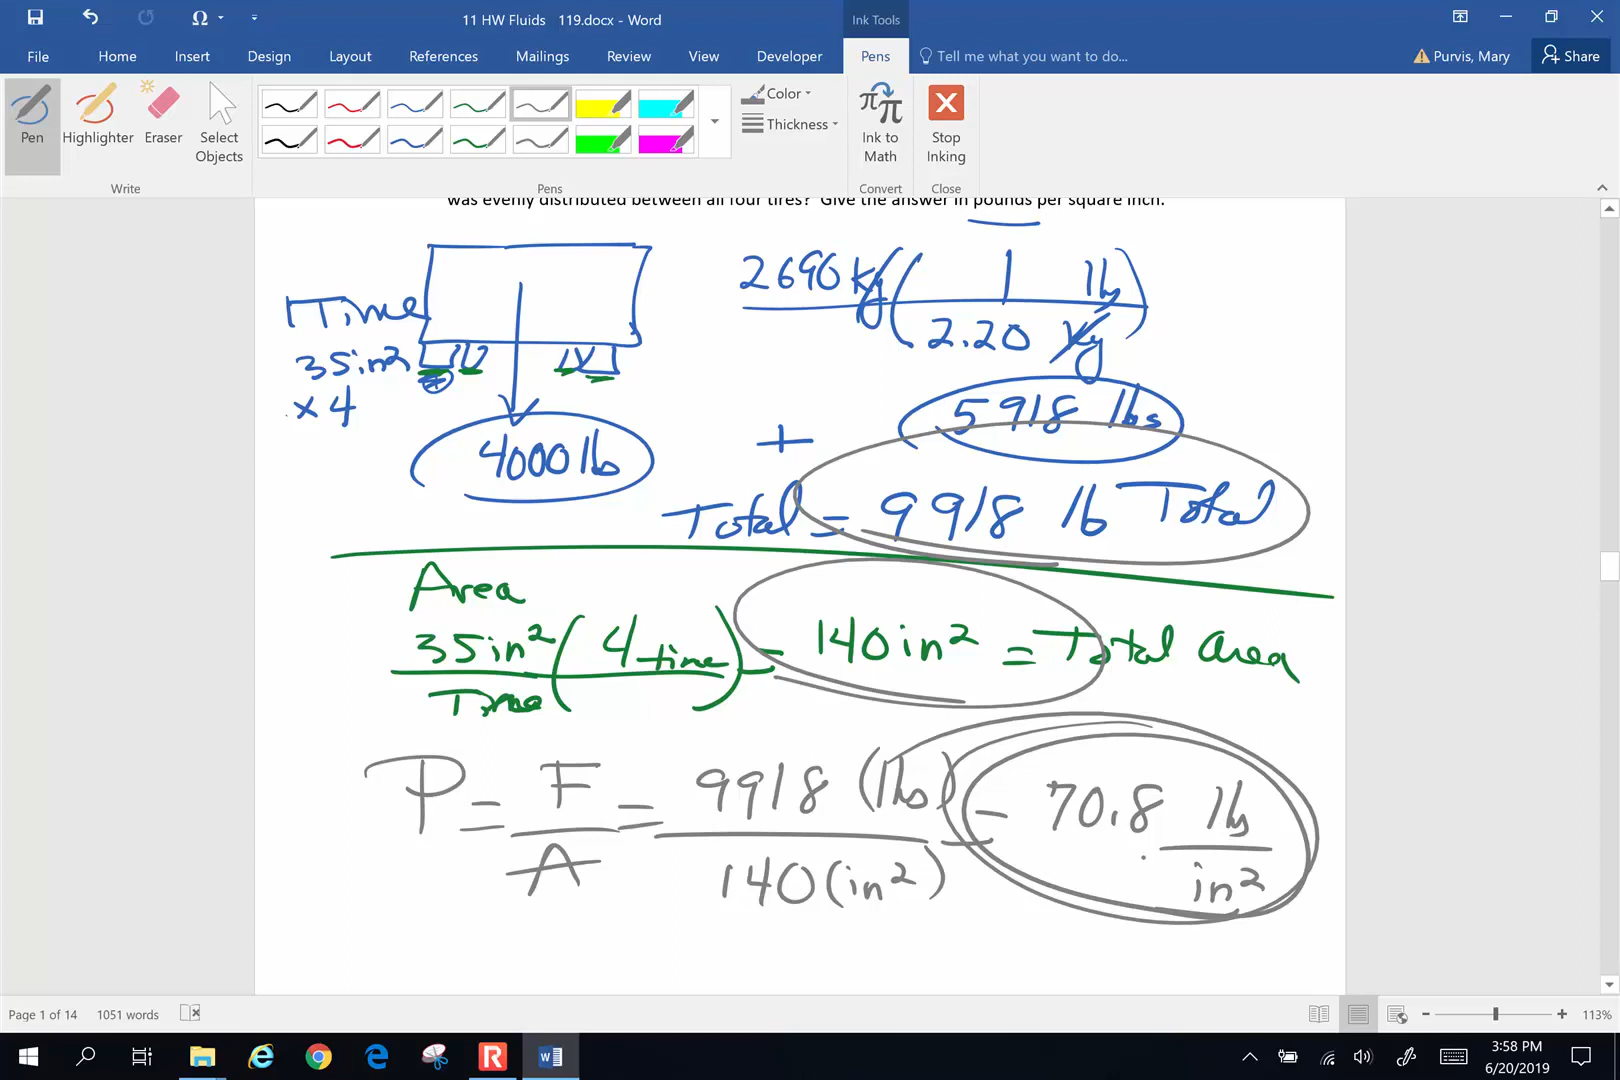 11 HW Fluids 119.docx - Word
Ink Tools
File Home Insert Design Layout References Mailings Review View Developer Pens Tell me what you want to do... Purvis, Mary Share
Pen Highlighter Eraser Select Objects
Color
Thickness
Ink to Math
Stop Inking
Write Pens Convert Close
was evenly distributed between all four tires? Give the answer in pounds per square inch.
2690 kg ( 1 lb )
2.20 kg
1 Tire
35in²
x 4
4000 lb
+ 5918 lbs
Total = 9918 lb Total
Area
35in² ( 4 tire ) = 140 in² = Total area
Tire
P = F = 9918 (lbs) = 70.8 lbs
A 140 (in²) in²
Page 1 of 14 1051 words 113%
3:58 PM
6/20/2019